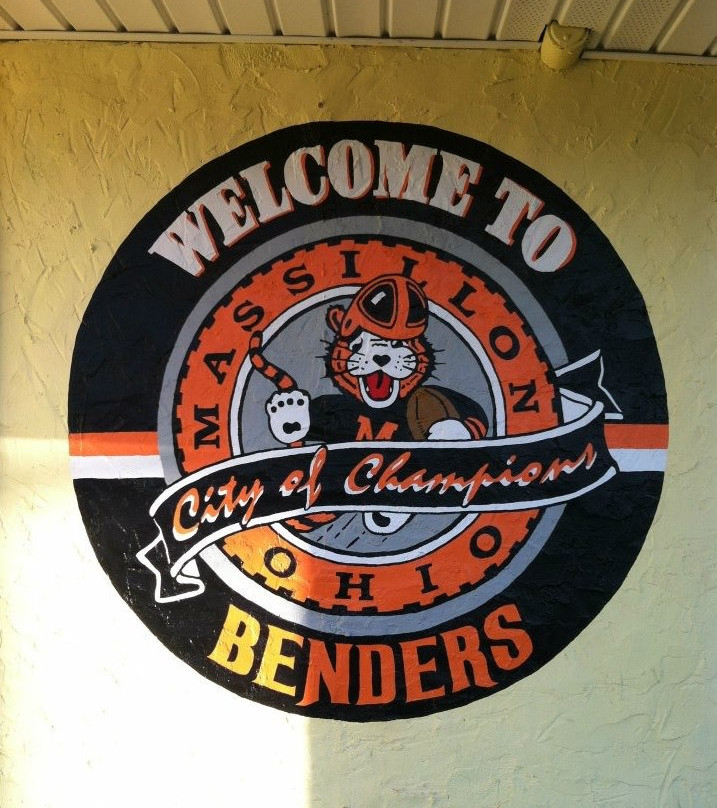 WELCOME TO
MASSILLON
M
City of Champions
OHIO
BENDERS